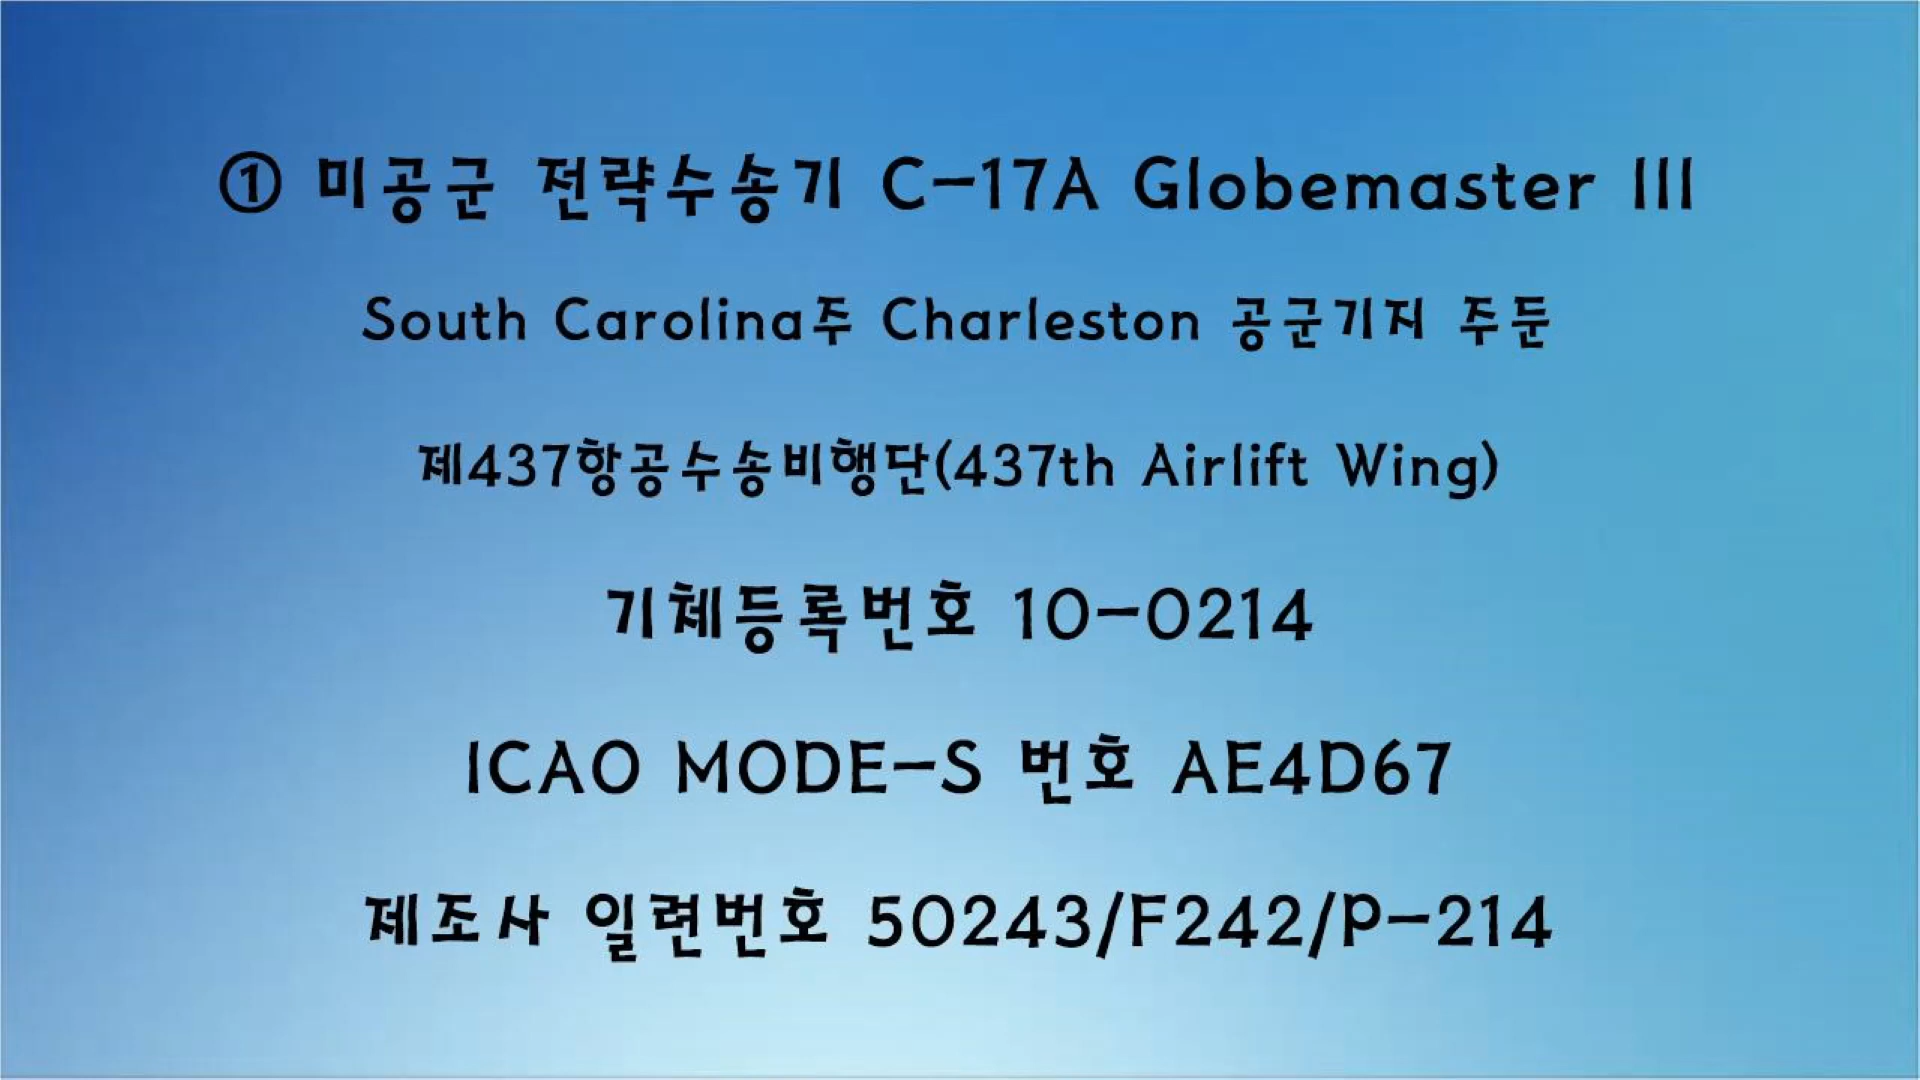 ① 미공군 전략수송기 C-17A Globemaster III
South Carolina주 Charleston 공군기지 주둔
제437항공수송비행단(437th Airlift Wing)
기체등록번호 10-0214
ICAO MODE-S 번호 AE4D67
제조사 일련번호 50243/F242/P-214